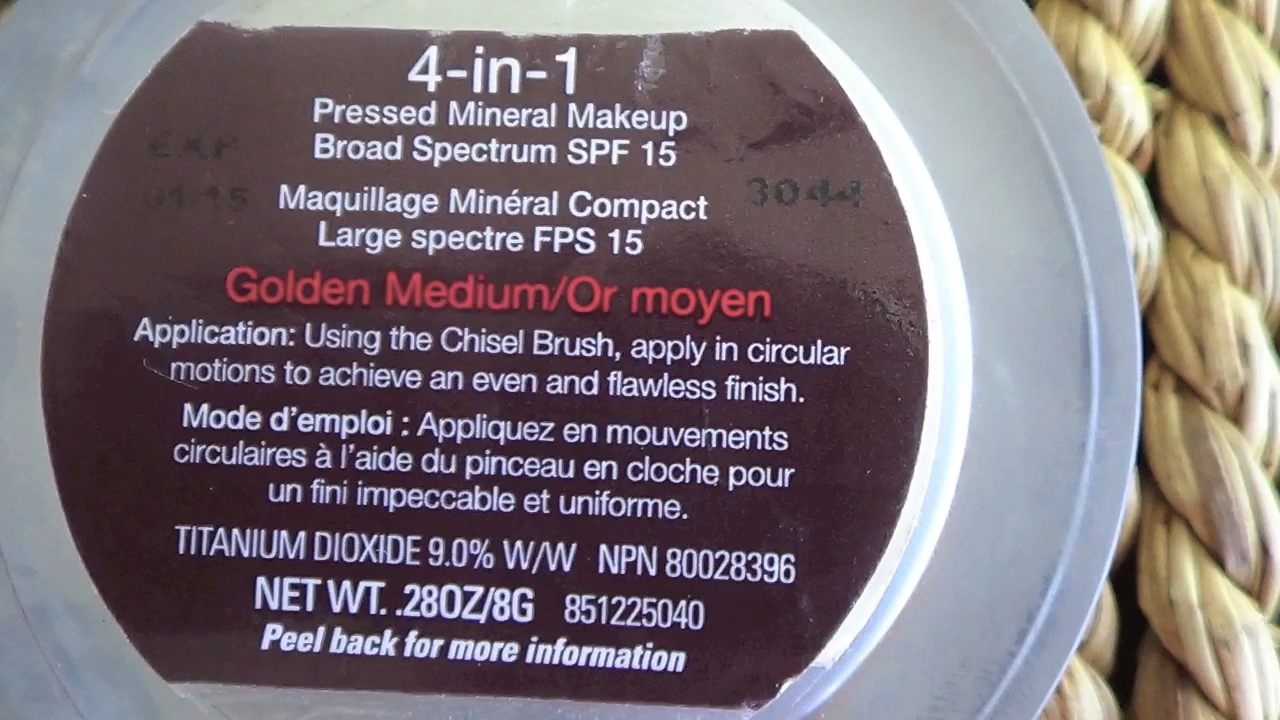 4-in-1
Pressed Mineral Makeup
Broad Spectrum SPF 15
EXP
01-15
Maquillage Minéral Compact
3044
Large spectre FPS 15
Golden Medium/Or moyen
Application: Using the Chisel Brush, apply in circular
motions to achieve an even and flawless finish.
Mode d'emploi : Appliquez en mouvements
circulaires à l'aide du pinceau en cloche pour
un fini impeccable et uniforme.
TITANIUM DIOXIDE 9.0% W/W NPN 80028396
NET WT. .28OZ/8G 851225040
Peel back for more information